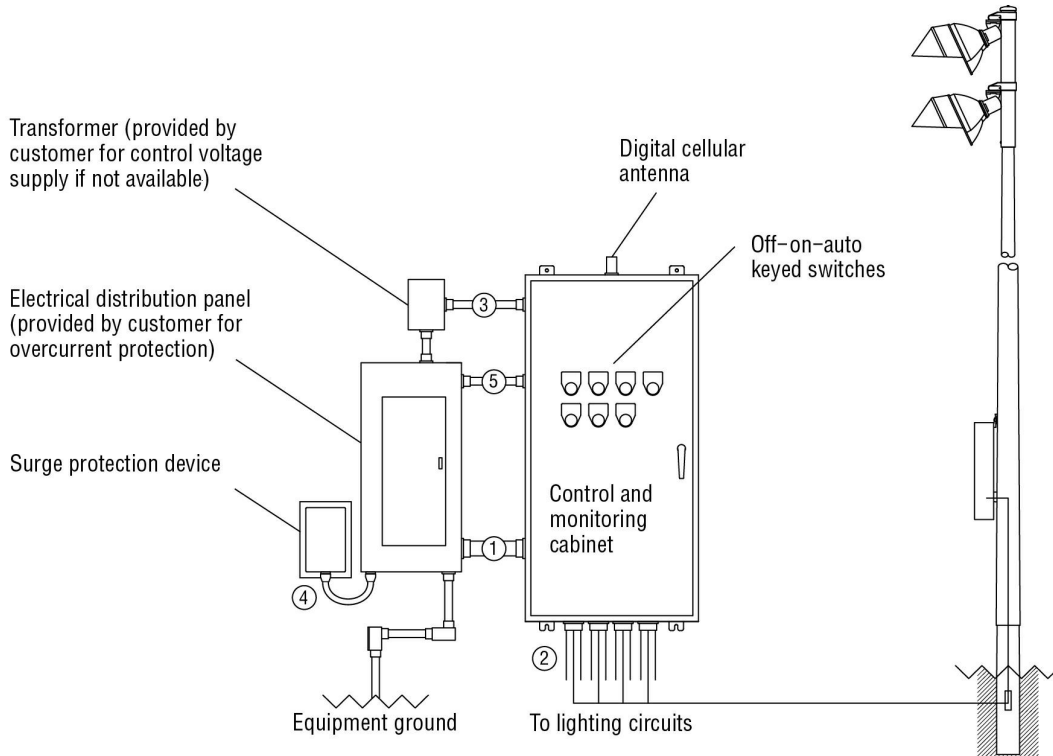 Transformer (provided by
customer for control voltage
supply if not available)
Digital cellular
antenna
Off-on-auto
keyed switches
Electrical distribution panel
(provided by customer for
overcurrent protection)
3
5
Surge protection device
Control and
monitoring
cabinet
1
4
2
Equipment ground
To lighting circuits